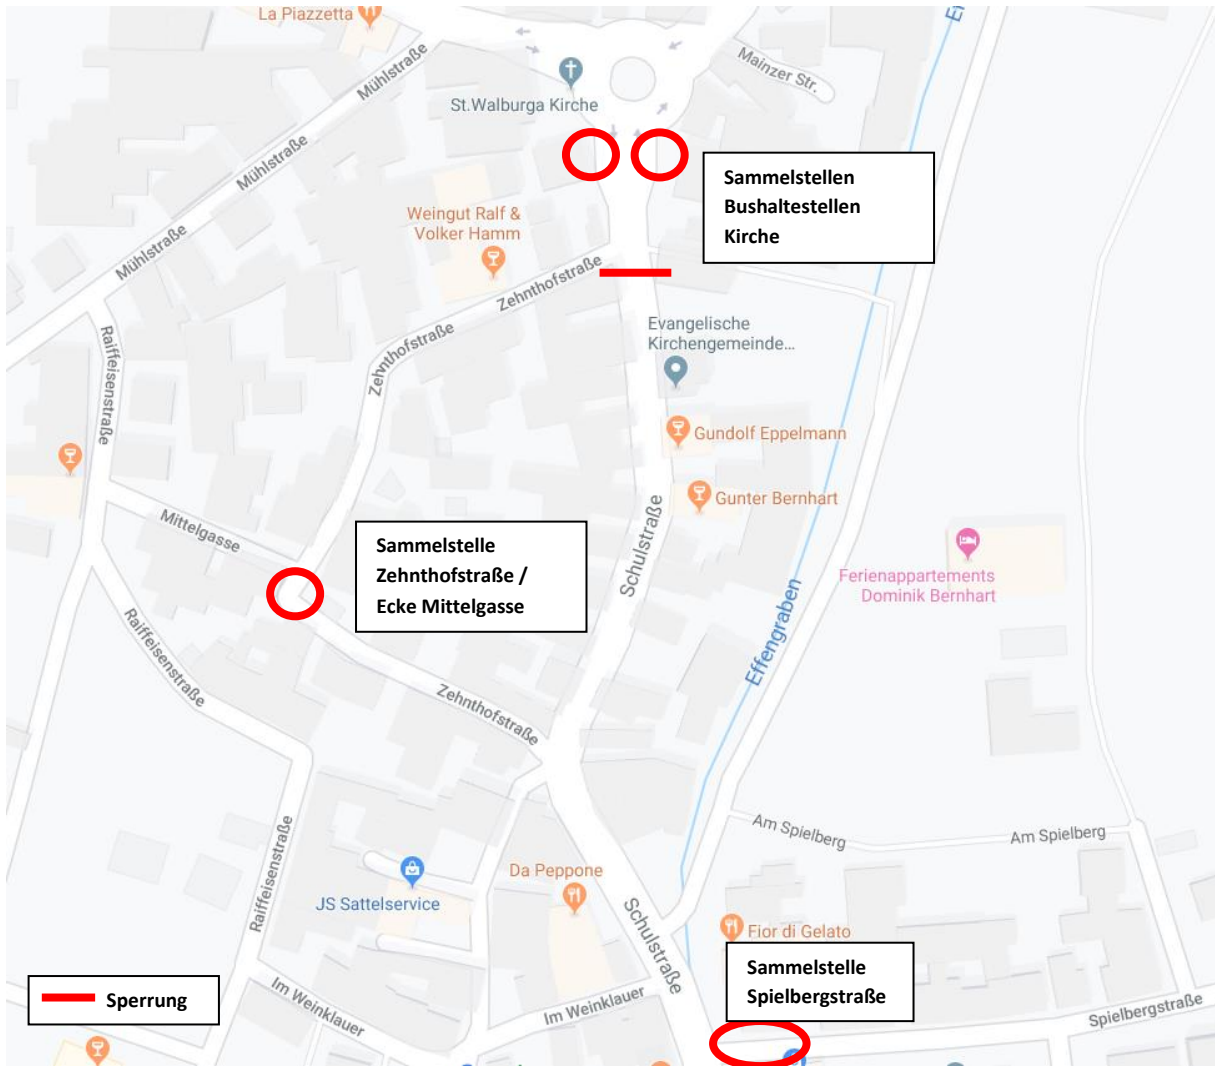 La Piazzetta
Mühlstraße
Mainzer Str.
St.Walburga Kirche
Mühlstraße
Sammelstellen
Bushaltestellen
Kirche
Weingut Ralf &
Volker Hamm
Mühlstraße
Zehnthofstraße
Zehnthofstraße
Evangelische
Kirchengemeinde...
Raiffeisenstraße
Gundolf Eppelmann
Gunter Bernhart
Mittelgasse
Schulstraße
Sammelstelle
Zehnthofstraße /
Ecke Mittelgasse
Ferienappartements
Dominik Bernhart
Effengraben
Raiffeisenstraße
Zehnthofstraße
Am Spielberg
Am Spielberg
Raiffeisenstraße
Da Peppone
JS Sattelservice
Schulstraße
Fior di Gelato
Sammelstelle
Spielbergstraße
Sperrung
Im Weinklauer
Im Weinklauer
Spielbergstraße